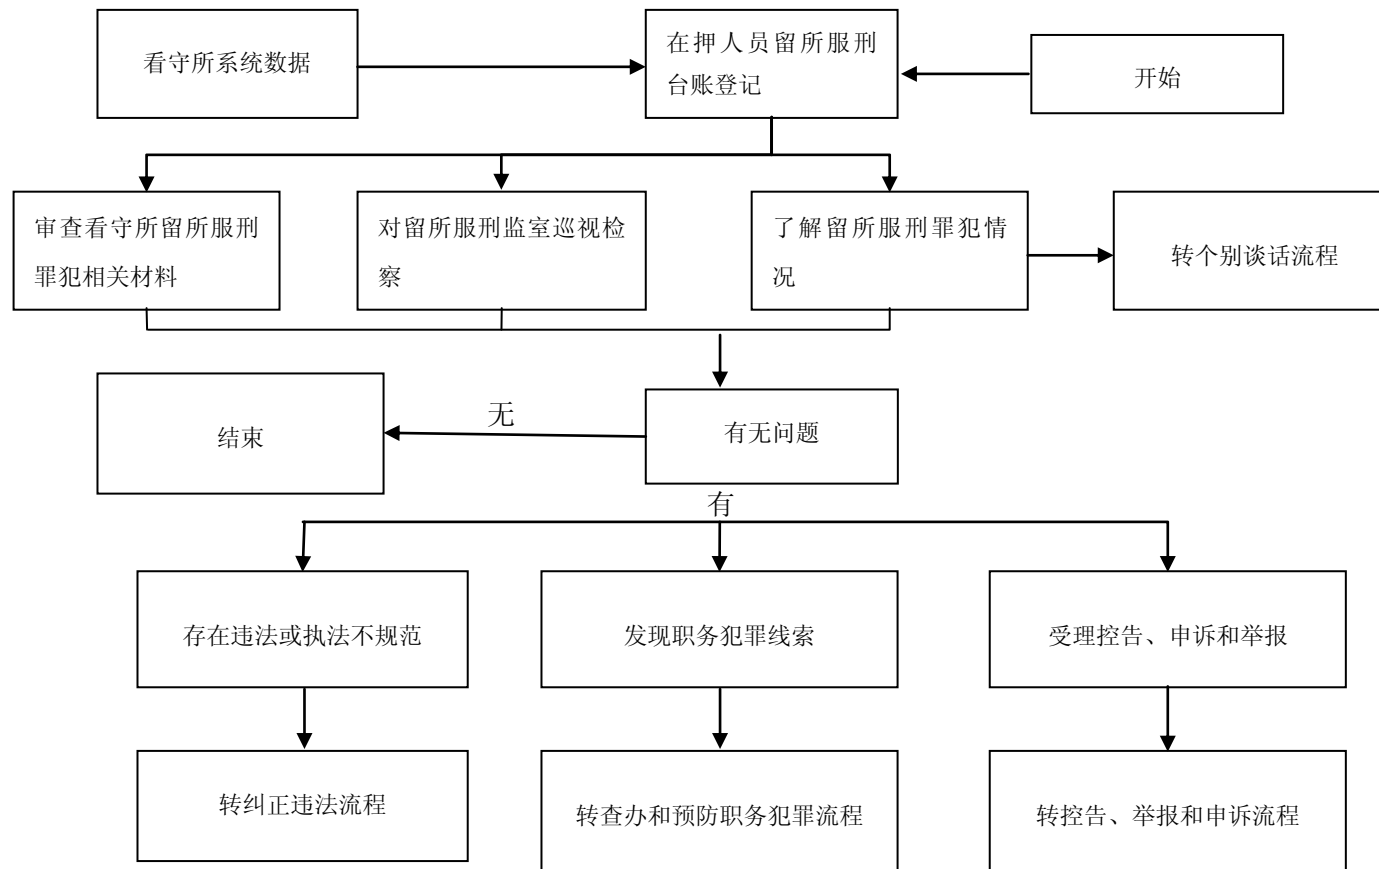 看守所系统数据
在押人员留所服刑
台账登记
开始
审查看守所留所服刑
罪犯相关材料
对留所服刑监室巡视检
察
了解留所服刑罪犯情
况
转个别谈话流程
结束
无
有无问题
有
存在违法或执法不规范
发现职务犯罪线索
受理控告、申诉和举报
转纠正违法流程
转查办和预防职务犯罪流程
转控告、举报和申诉流程